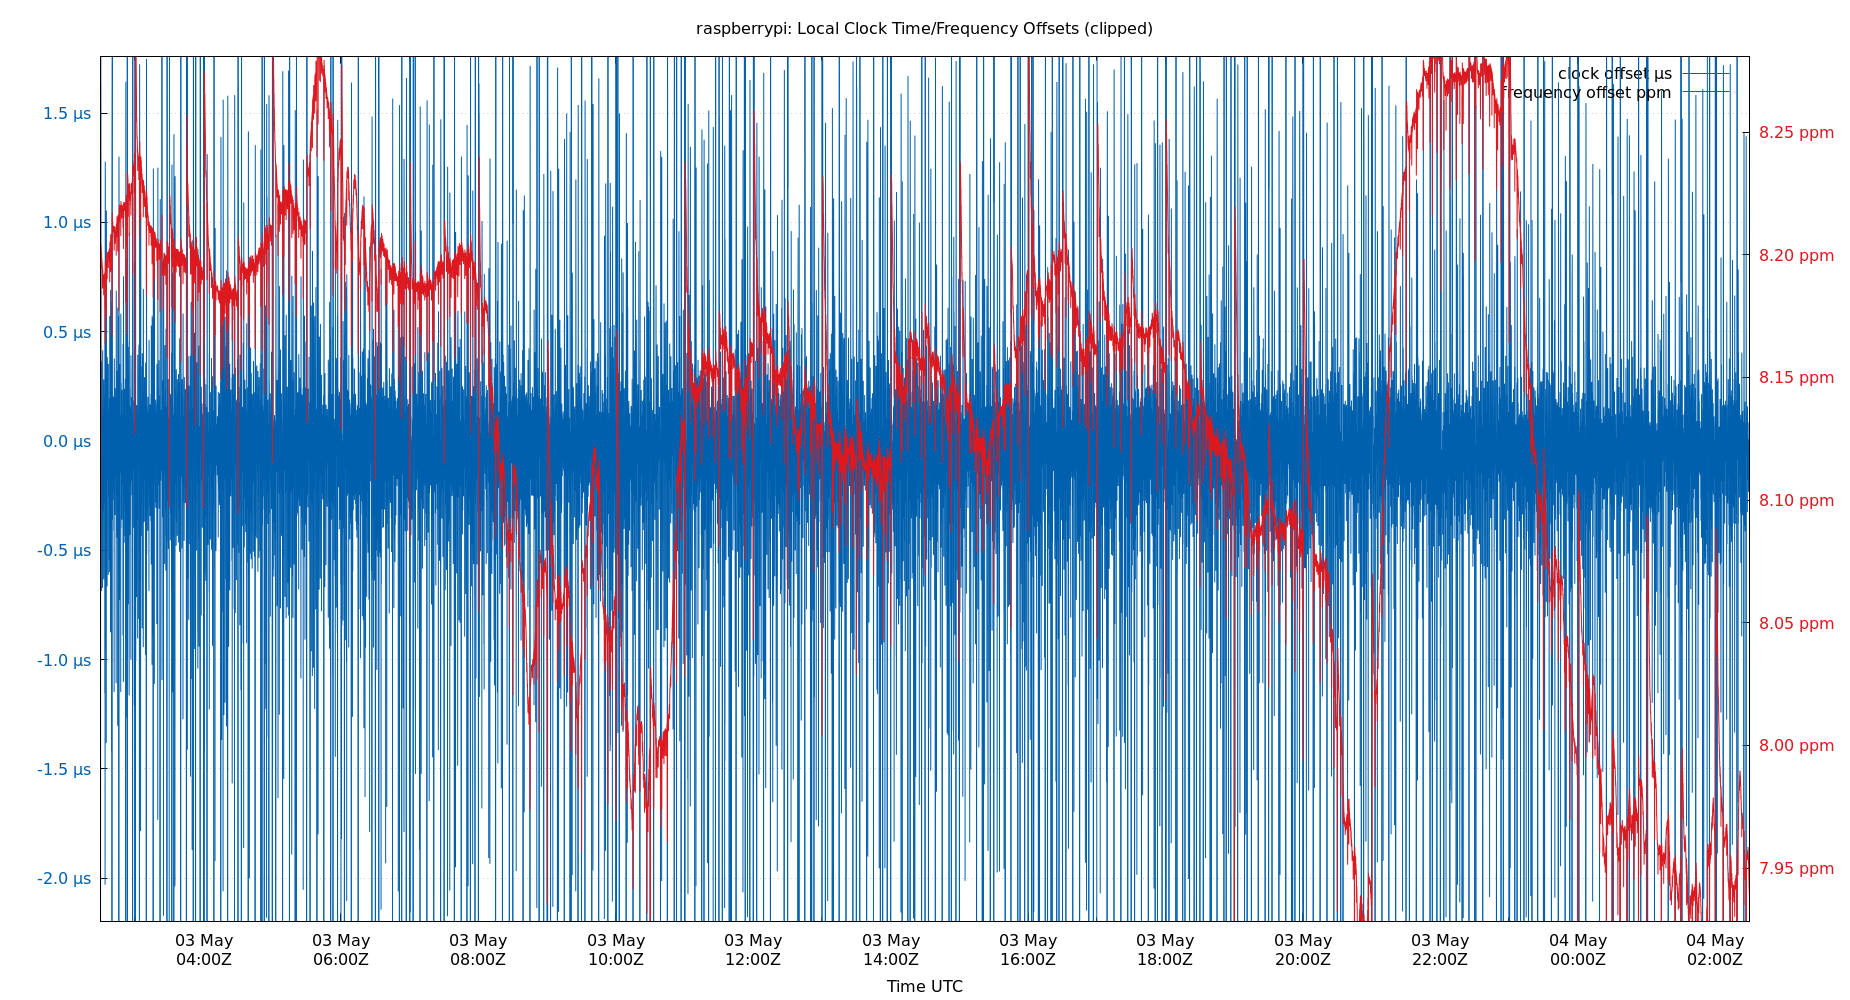 raspberrypi: Local Clock Time/Frequency Offsets (clipped)
clock offset µs
frequency offset ppm
1.5 µs
1.0 µs
0.5 µs
0.0 µs
-0.5 µs
-1.0 µs
-1.5 µs
-2.0 µs
8.25 ppm
8.20 ppm
8.15 ppm
8.10 ppm
8.05 ppm
8.00 ppm
7.95 ppm
03 May 03 May 03 May 03 May 03 May 03 May 03 May 03 May 03 May 03 May 04 May 04 May
04:00Z 06:00Z 08:00Z 10:00Z 12:00Z 14:00Z 16:00Z 18:00Z 20:00Z 22:00Z 00:00Z 02:00Z
Time UTC